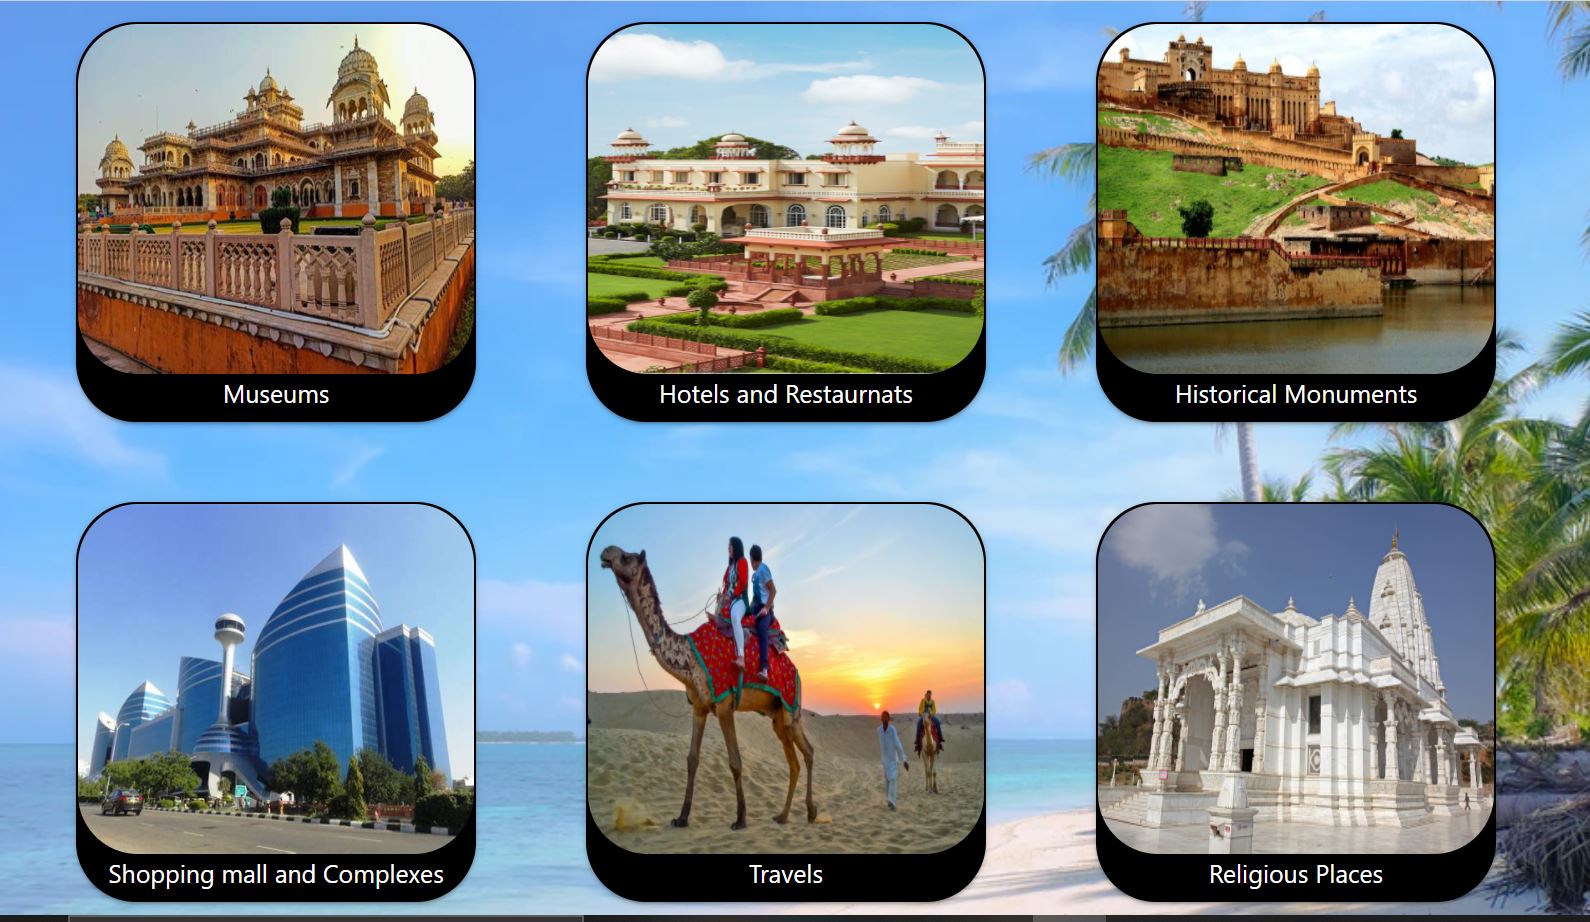 Museums
Hotels and Restaurnats
Historical Monuments
Shopping mall and Complexes
Travels
Religious Places